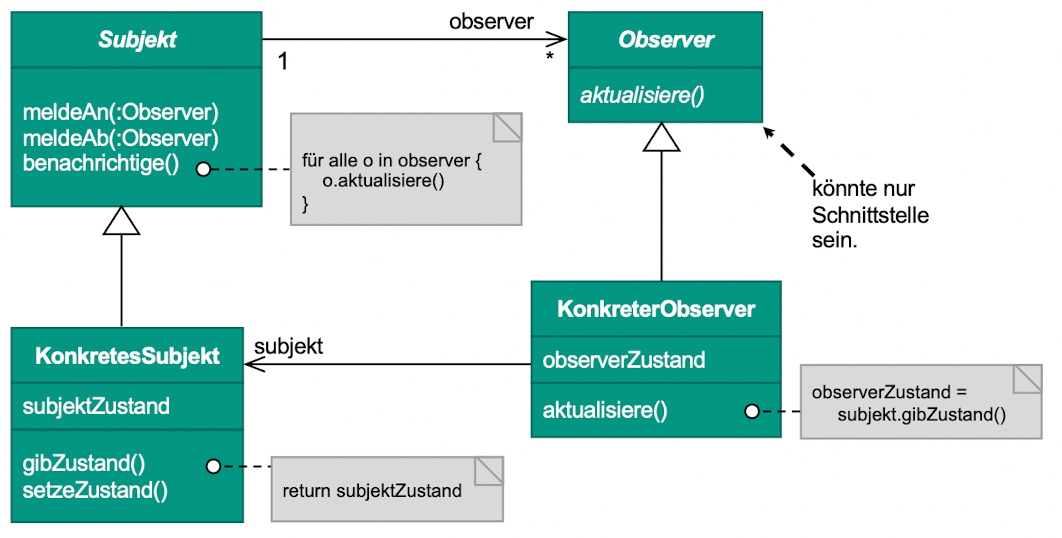 Subjekt
observer
1
*
Observer
aktualisiere()
meldeAn(:Observer)
meldeAb(:Observer)
benachrichtige()
für alle o in observer {
o.aktualisiere()
}
könnte nur
Schnittstelle
sein.
KonkretesSubjekt
subjektZustand
gibZustand()
setzeZustand()
return subjektZustand
subjekt
KonkreterObserver
observerZustand
aktualisiere()
observerZustand =
subjekt.gibZustand()